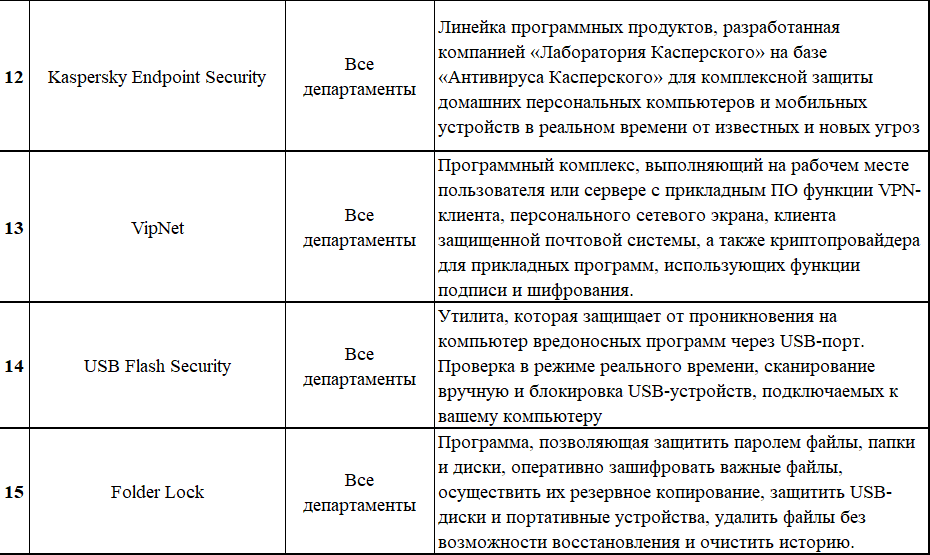 12
Kaspersky Endpoint Security
Все
департаменты
Линейка программных продуктов, разработанная
компанией «Лаборатория Касперского» на базе
«Антивируса Касперского» для комплексной защиты
домашних персональных компьютеров и мобильных
устройств в реальном времени от известных и новых угроз
13
VipNet
Все
департаменты
Программный комплекс, выполняющий на рабочем месте
пользователя или сервере с прикладным ПО функции VPN-
клиента, персонального сетевого экрана, клиента
защищенной почтовой системы, а также криптопровайдера
для прикладных программ, использующих функции
подписи и шифрования.
14
USB Flash Security
Все
департаменты
Утилита, которая защищает от проникновения на
компьютер вредоносных программ через USB-порт.
Проверка в режиме реального времени, сканирование
вручную и блокировка USB-устройств, подключаемых к
вашему компьютеру
15
Folder Lock
Все
департаменты
Программа, позволяющая защитить паролем файлы, папки
и диски, оперативно зашифровать важные файлы,
осуществить их резервное копирование, защитить USB-
диски и портативные устройства, удалить файлы без
возможности восстановления и очистить историю.